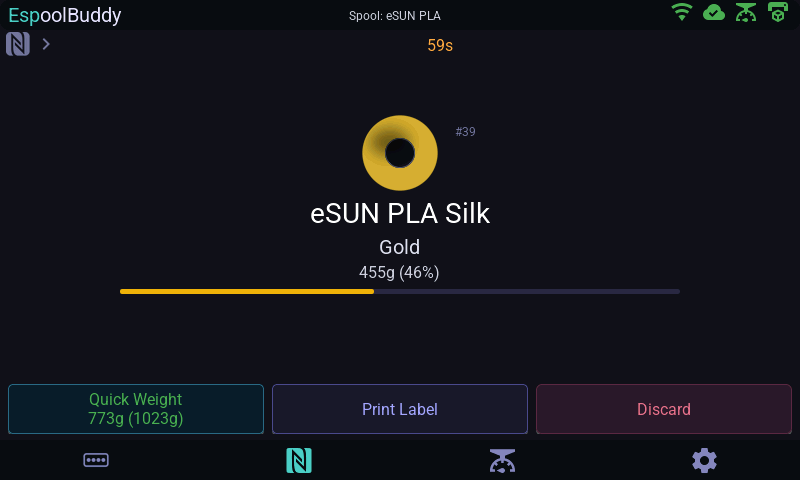 EspoolBuddy
Spool: eSUN PLA
59s
#39
eSUN PLA Silk
Gold
455g (46%)
Quick Weight
773g (1023g)
Print Label
Discard